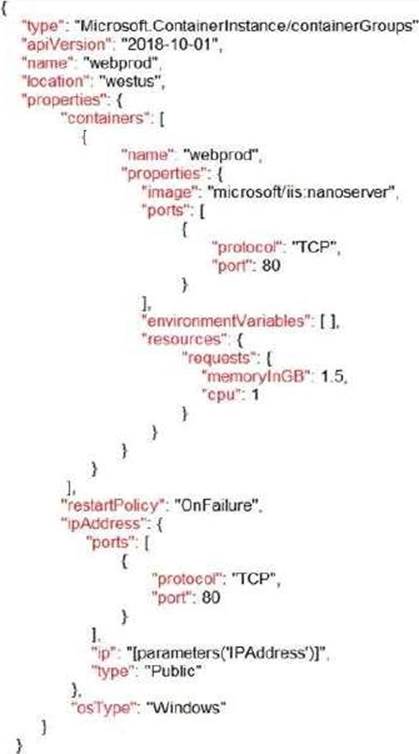 {
"type": "Microsoft.ContainerInstance/containerGroups"
"apiVersion": "2018-10-01",
"name": "webprod",
"location": "westus",
"properties": {
"containers": [
{
"name": "webprod",
"properties": {
"image": "microsoft/iis:nanoserver",
"ports": [
{
"protocol": "TCP",
"port": 80
}
],
"environmentVariables": [ ],
"resources": {
"requests": {
"memoryInGB": 1.5,
"cpu": 1
}
}
}
}
],
"restartPolicy": "OnFailure",
"ipAddress": {
"ports": [
{
"protocol": "TCP",
"port": 80
}
],
"ip": "[parameters('IPAddress')]",
"type": "Public"
},
"osType": "Windows"
}
}